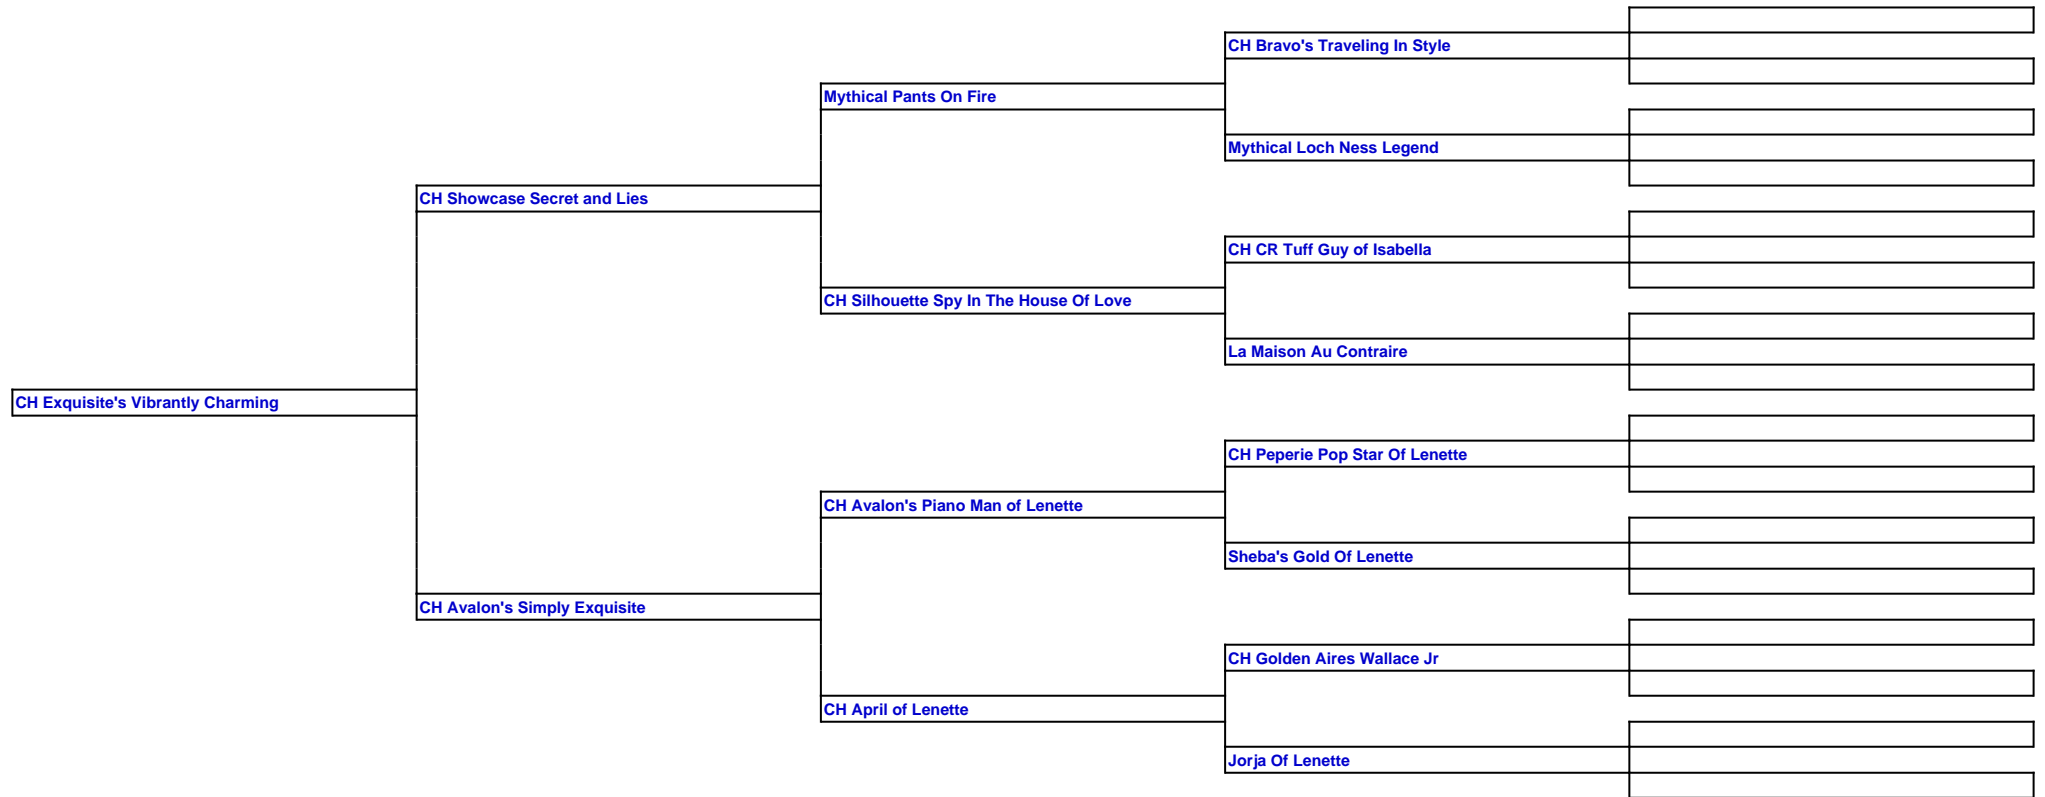 CH Bravo's Traveling In Style
Mythical Pants On Fire
Mythical Loch Ness Legend
CH Showcase Secret and Lies
CH CR Tuff Guy of Isabella
CH Silhouette Spy In The House Of Love
La Maison Au Contraire
CH Exquisite's Vibrantly Charming
CH Peperie Pop Star Of Lenette
CH Avalon's Piano Man of Lenette
Sheba's Gold Of Lenette
CH Avalon's Simply Exquisite
CH Golden Aires Wallace Jr
CH April of Lenette
Jorja Of Lenette